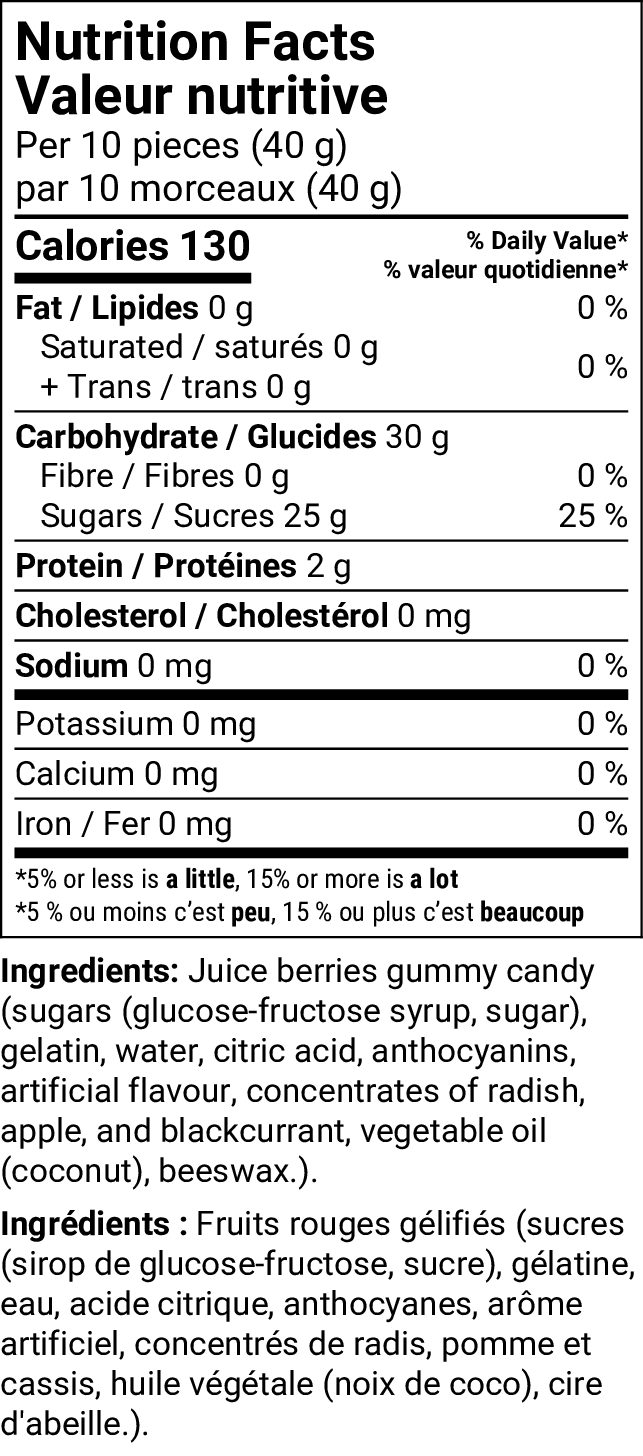 Nutrition Facts
Valeur nutritive
Per 10 pieces (40 g)
par 10 morceaux (40 g)
Calories 130
% Daily Value*
% valeur quotidienne*
Fat / Lipides 0 g 0 %
Saturated / saturés 0 g
+ Trans / trans 0 g 0 %
Carbohydrate / Glucides 30 g
Fibre / Fibres 0 g 0 %
Sugars / Sucres 25 g 25 %
Protein / Protéines 2 g
Cholesterol / Cholestérol 0 mg
Sodium 0 mg 0 %
Potassium 0 mg 0 %
Calcium 0 mg 0 %
Iron / Fer 0 mg 0 %
*5% or less is a little, 15% or more is a lot
*5 % ou moins c’est peu, 15 % ou plus c’est beaucoup
Ingredients: Juice berries gummy candy
(sugars (glucose-fructose syrup, sugar),
gelatin, water, citric acid, anthocyanins,
artificial flavour, concentrates of radish,
apple, and blackcurrant, vegetable oil
(coconut), beeswax.).
Ingrédients : Fruits rouges gélifiés (sucres
(sirop de glucose-fructose, sucre), gélatine,
eau, acide citrique, anthocyanes, arôme
artificiel, concentrés de radis, pomme et
cassis, huile végétale (noix de coco), cire
d'abeille.).